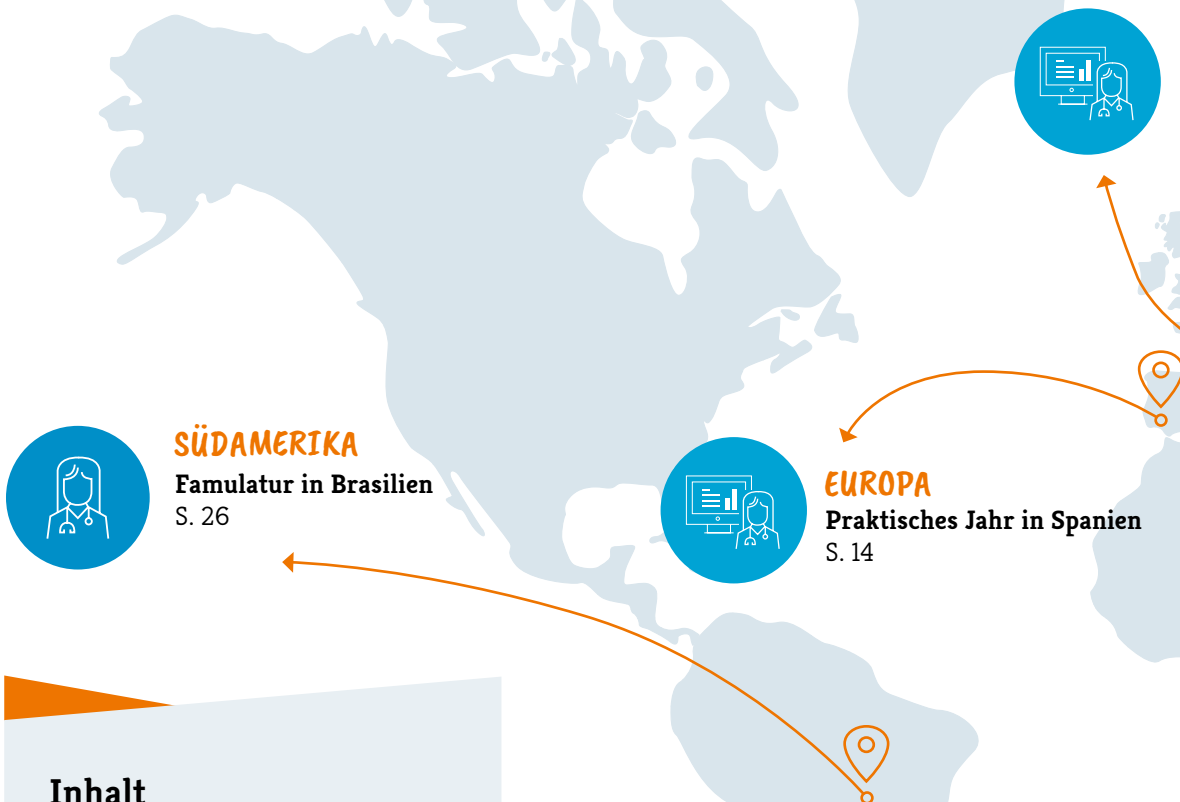 SÜDAMERIKA
Famulatur in Brasilien
S. 26
EUROPA
Praktisches Jahr in Spanien
S. 14
Inhalt